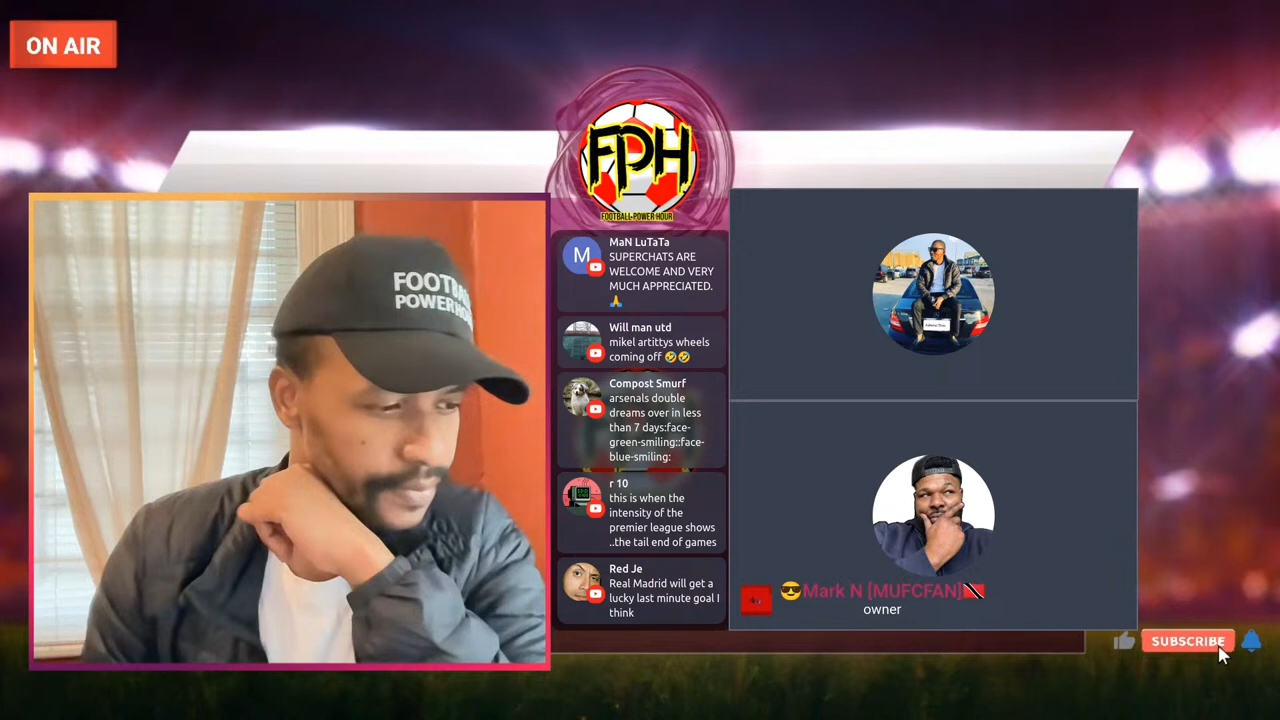 ON AIR
FPH
FOOTBALL-POWER-HOUR
FOOTBA
POWER HO
M
MaN LuTaTa
SUPERCHATS ARE
WELCOME AND VERY
MUCH APPRECIATED.
🙏
Will man utd
mikel artittys wheels
coming off 🤣🤣
Compost Smurf
arsenals double
dreams over in less
than 7 days:face-
green-smiling::face-
blue-smiling:
r 10
this is when the
intensity of the
premier league shows
..the tail end of games
Red Je
Real Madrid will get a
lucky last minute goal I
think
😎Mark N [MUFCFAN]🇹🇹
owner
SUBSCRIBE